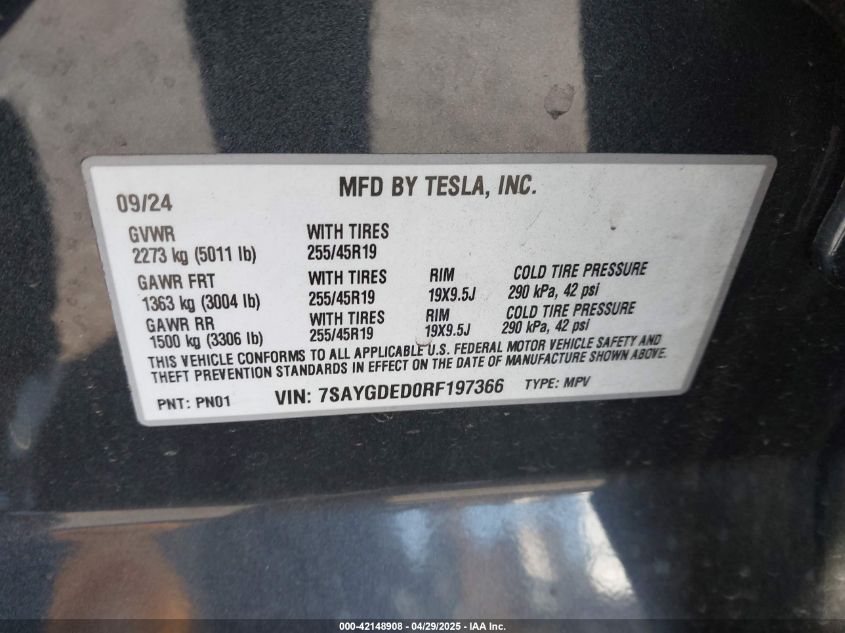 MFD BY TESLA, INC.
09/24
GVWR WITH TIRES
2273 kg (5011 lb) 255/45R19
GAWR FRT WITH TIRES RIM COLD TIRE PRESSURE
1363 kg (3004 lb) 255/45R19 19X9.5J 290 kPa, 42 psi
GAWR RR WITH TIRES RIM COLD TIRE PRESSURE
1500 kg (3306 lb) 255/45R19 19X9.5J 290 kPa, 42 psi
THIS VEHICLE CONFORMS TO ALL APPLICABLE U.S. FEDERAL MOTOR VEHICLE SAFETY AND
THEFT PREVENTION STANDARDS IN EFFECT ON THE DATE OF MANUFACTURE SHOWN ABOVE.
PNT: PN01 VIN: 7SAYGDED0RF197366 TYPE: MPV
000-42148908 - 04/29/2025 - IAA Inc.